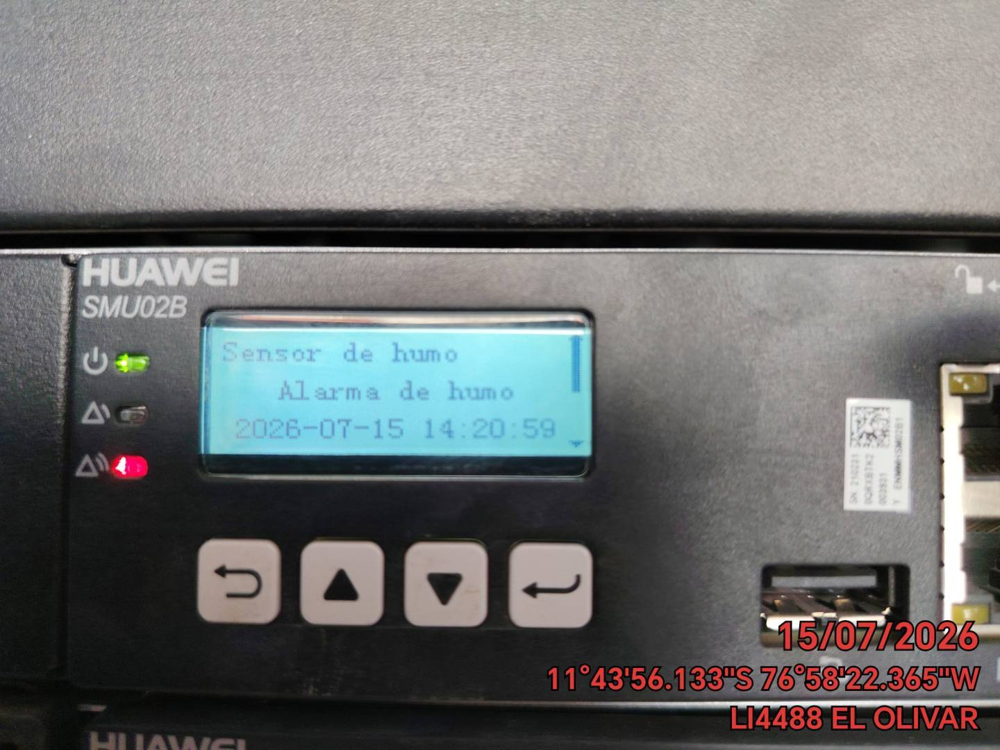 HUAWEI
SMU02B
Sensor de humo
Alarma de humo
2026-07-15 14:20:59
15/07/2026
11°43'56.133"S 76°58'22.365"W
LI4488 EL OLIVAR
HUAWEI